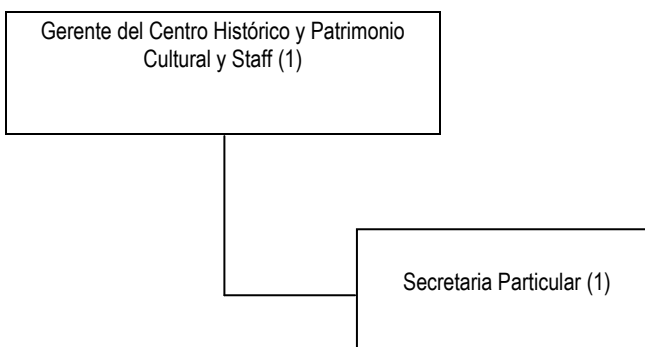 Gerente del Centro Histórico y Patrimonio
Cultural y Staff (1)
Secretaria Particular (1)